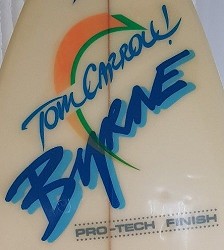 TOM CARROLL!
BYRNE
PRO-TECH FINISH